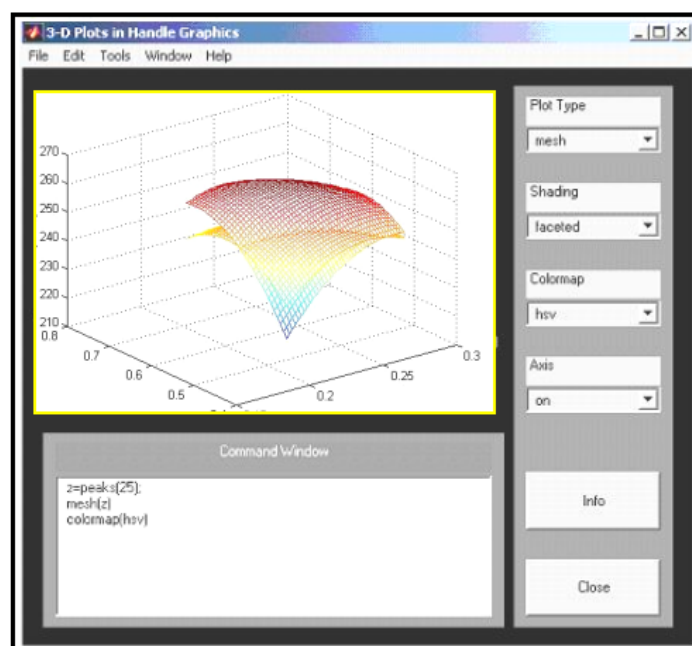 3-D Plots in Handle Graphics
File Edit Tools Window Help
270
260
250
240
230
220
210
0.8
0.7
0.6
0.5
0.2
0.25
0.3
Plot Type
mesh
Shading
faceted
Colormap
hsv
Axis
on
Info
Close
Command Window
z=peaks(25);
mesh(z)
colormap(hsv)